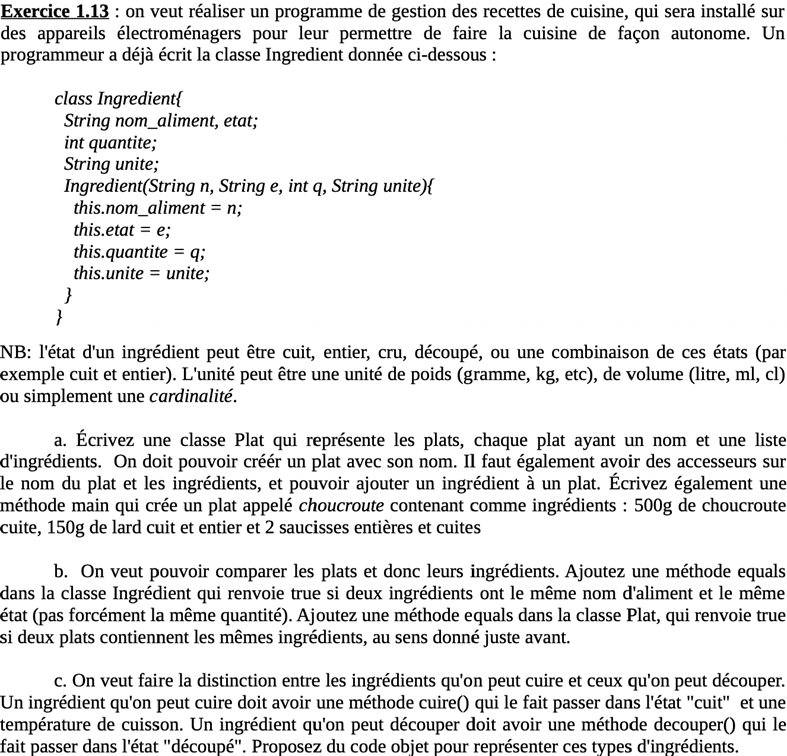 Exercice 1.13 : on veut réaliser un programme de gestion des recettes de cuisine, qui sera installé sur
des appareils électroménagers pour leur permettre de faire la cuisine de façon autonome. Un
programmeur a déjà écrit la classe Ingredient donnée ci-dessous :
class Ingredient{
String nom_aliment, etat;
int quantite;
String unite;
Ingredient(String n, String e, int q, String unite){
this.nom_aliment = n;
this.etat = e;
this.quantite = q;
this.unite = unite;
}
}
NB: l'état d'un ingrédient peut être cuit, entier, cru, découpé, ou une combinaison de ces états (par
exemple cuit et entier). L'unité peut être une unité de poids (gramme, kg, etc), de volume (litre, ml, cl)
ou simplement une cardinalité.
a. Écrivez une classe Plat qui représente les plats, chaque plat ayant un nom et une liste
d'ingrédients. On doit pouvoir créér un plat avec son nom. Il faut également avoir des accesseurs sur
le nom du plat et les ingrédients, et pouvoir ajouter un ingrédient à un plat. Écrivez également une
méthode main qui crée un plat appelé choucroute contenant comme ingrédients : 500g de choucroute
cuite, 150g de lard cuit et entier et 2 saucisses entières et cuites
b. On veut pouvoir comparer les plats et donc leurs ingrédients. Ajoutez une méthode equals
dans la classe Ingrédient qui renvoie true si deux ingrédients ont le même nom d'aliment et le même
état (pas forcément la même quantité). Ajoutez une méthode equals dans la classe Plat, qui renvoie true
si deux plats contiennent les mêmes ingrédients, au sens donné juste avant.
c. On veut faire la distinction entre les ingrédients qu'on peut cuire et ceux qu'on peut découper.
Un ingrédient qu'on peut cuire doit avoir une méthode cuire() qui le fait passer dans l'état "cuit" et une
température de cuisson. Un ingrédient qu'on peut découper doit avoir une méthode decouper() qui le
fait passer dans l'état "découpé". Proposez du code objet pour représenter ces types d'ingrédients.